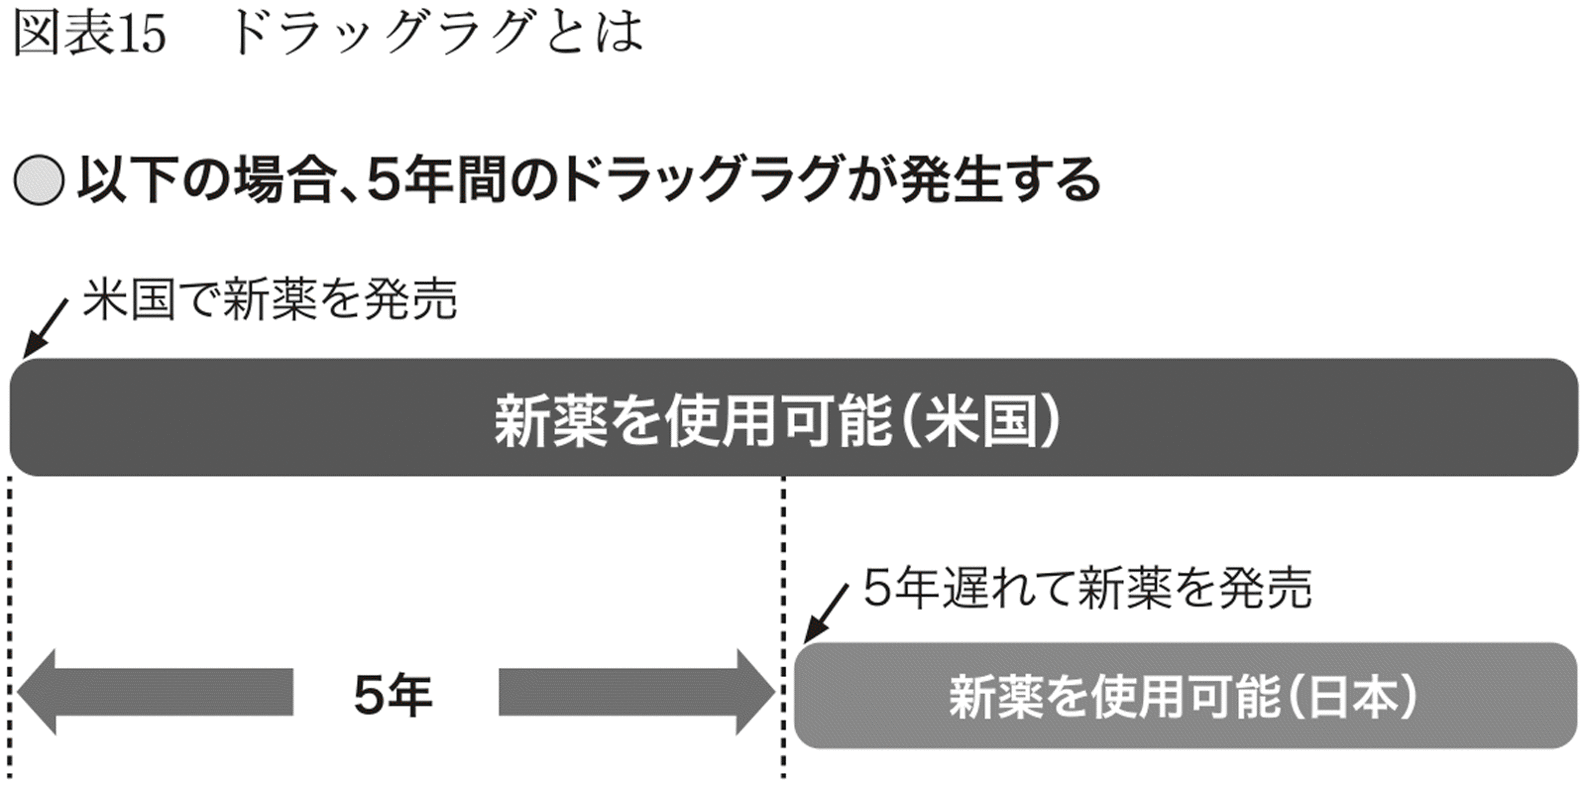 図表15　ドラッグラグとは
以下の場合、5年間のドラッグラグが発生する
米国で新薬を発売
新薬を使用可能（米国）
5年遅れて新薬を発売
5年
新薬を使用可能（日本）